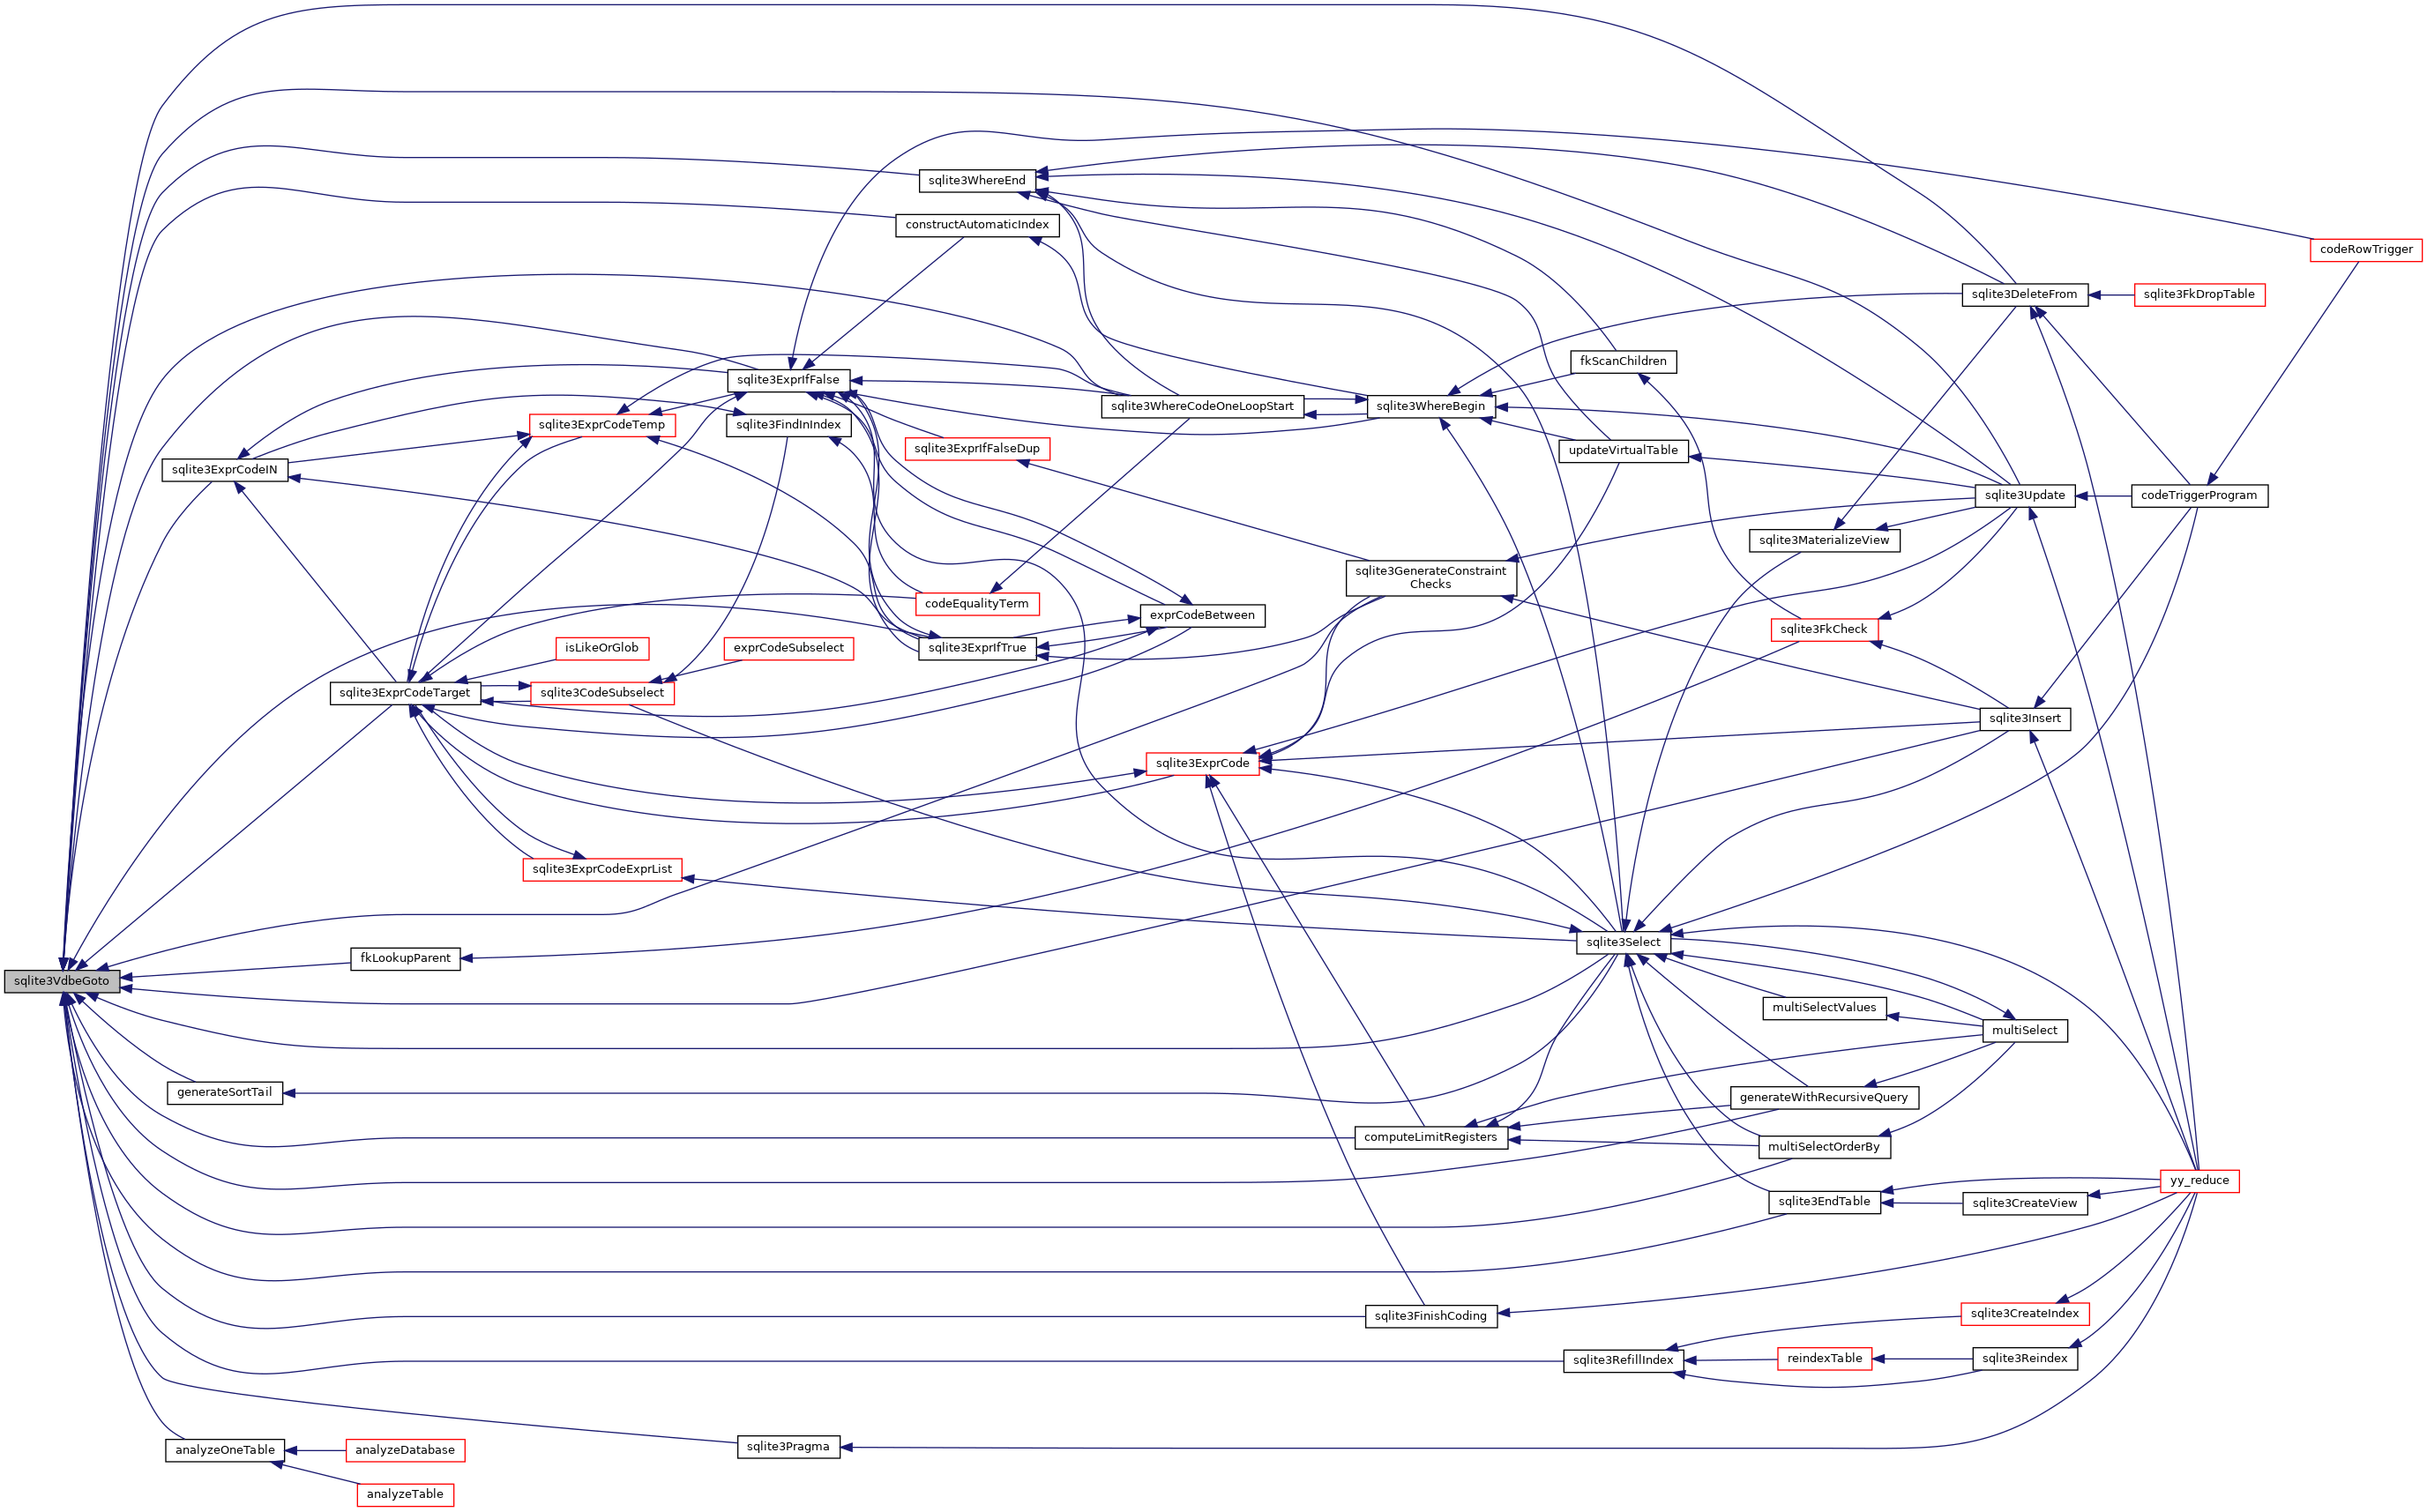 sqlite3WhereEnd
constructAutomaticIndex
codeRowTrigger
sqlite3DeleteFrom
sqlite3FkDropTable
fkScanChildren
sqlite3ExprIfFalse
sqlite3WhereCodeOneLoopStart
sqlite3WhereBegin
sqlite3ExprCodeTemp
sqlite3FindInIndex
sqlite3ExprIfFalseDup
updateVirtualTable
sqlite3ExprCodeIN
sqlite3Update
codeTriggerProgram
sqlite3MaterializeView
sqlite3GenerateConstraint
Checks
codeEqualityTerm
exprCodeBetween
sqlite3FkCheck
isLikeOrGlob
exprCodeSubselect
sqlite3ExprIfTrue
sqlite3ExprCodeTarget
sqlite3CodeSubselect
sqlite3Insert
sqlite3ExprCode
sqlite3ExprCodeExprList
sqlite3Select
fkLookupParent
sqlite3VdbeGoto
multiSelectValues
multiSelect
generateSortTail
generateWithRecursiveQuery
computeLimitRegisters
multiSelectOrderBy
yy_reduce
sqlite3EndTable
sqlite3CreateView
sqlite3FinishCoding
sqlite3CreateIndex
sqlite3RefillIndex
reindexTable
sqlite3Reindex
sqlite3Pragma
analyzeOneTable
analyzeDatabase
analyzeTable